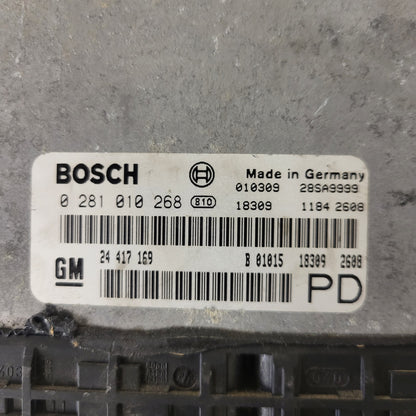 BOSCH Made in Germany
010309 28SA9999
0 281 010 268 810 18309 1184 2608
24 417 169 B 01015 18309 2608
GM PD